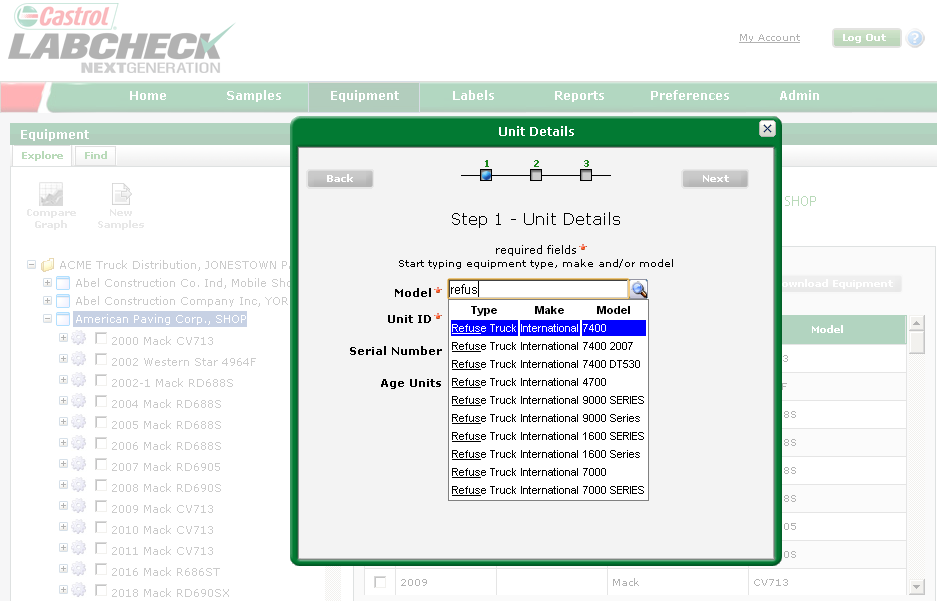 Castrol
LABCHECK
NEXTGENERATION
My Account
Log Out
?
Home Samples Equipment Labels Reports Preferences Admin
Equipment
Explore Find
Compare Graph
New Samples
ACME Truck Distribution, JONESTOWN P
Abel Construction Co. Ind, Mobile Sho
Abel Construction Company Inc, YOR
American Paving Corp., SHOP
2000 Mack CV713
2002 Western Star 4964F
2002-1 Mack RD688S
2004 Mack RD688S
2005 Mack RD688S
2006 Mack RD688S
2007 Mack RD6905
2008 Mack RD690S
2009 Mack CV713
2010 Mack CV713
2011 Mack CV713
2016 Mack R686ST
2018 Mack RD690SX
Unit Details
1 2 3
Back
Next
Step 1 - Unit Details
required fields *
Start typing equipment type, make and/or model
Model * refus
Unit ID *
Serial Number
Age Units
Type Make Model
Refuse Truck International 7400
Refuse Truck International 7400 2007
Refuse Truck International 7400 DT530
Refuse Truck International 4700
Refuse Truck International 9000 SERIES
Refuse Truck International 9000 Series
Refuse Truck International 1600 SERIES
Refuse Truck International 1600 Series
Refuse Truck International 7000
Refuse Truck International 7000 SERIES
SHOP
ownload Equipment
Model
3
F
8S
8S
8S
8S
05
0S
2009 Mack CV713